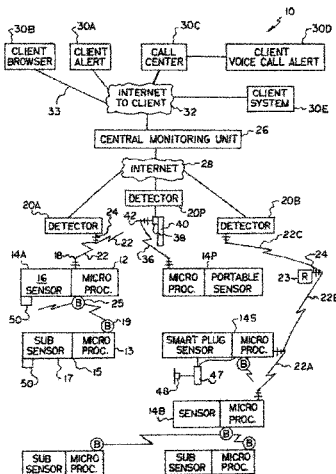 10
30B
30A
30C
30D
CLIENT BROWSER
CLIENT ALERT
CALL CENTER
CLIENT VOICE CALL ALERT
33
INTERNET TO CLIENT
32
CLIENT SYSTEM
30E
CENTRAL MONITORING UNIT
26
INTERNET
28
20A
DETECTOR
20P
20B
DETECTOR
42
40
38
DETECTOR
24
22
18
22
36
22C
24
R
23
22B
14A
12
14P
16
SENSOR
MICRO PROC.
MICRO PROC.
PORTABLE SENSOR
50
B
25
19
B
SUB SENSOR
MICRO PROC.
13
50
17
15
14S
SMART PLUG SENSOR
MICRO PROC.
47
48
B
22A
14B
SENSOR
MICRO PROC.
B
B
B
SUB SENSOR
MICRO PROC.
SUB SENSOR
MICRO PROC.